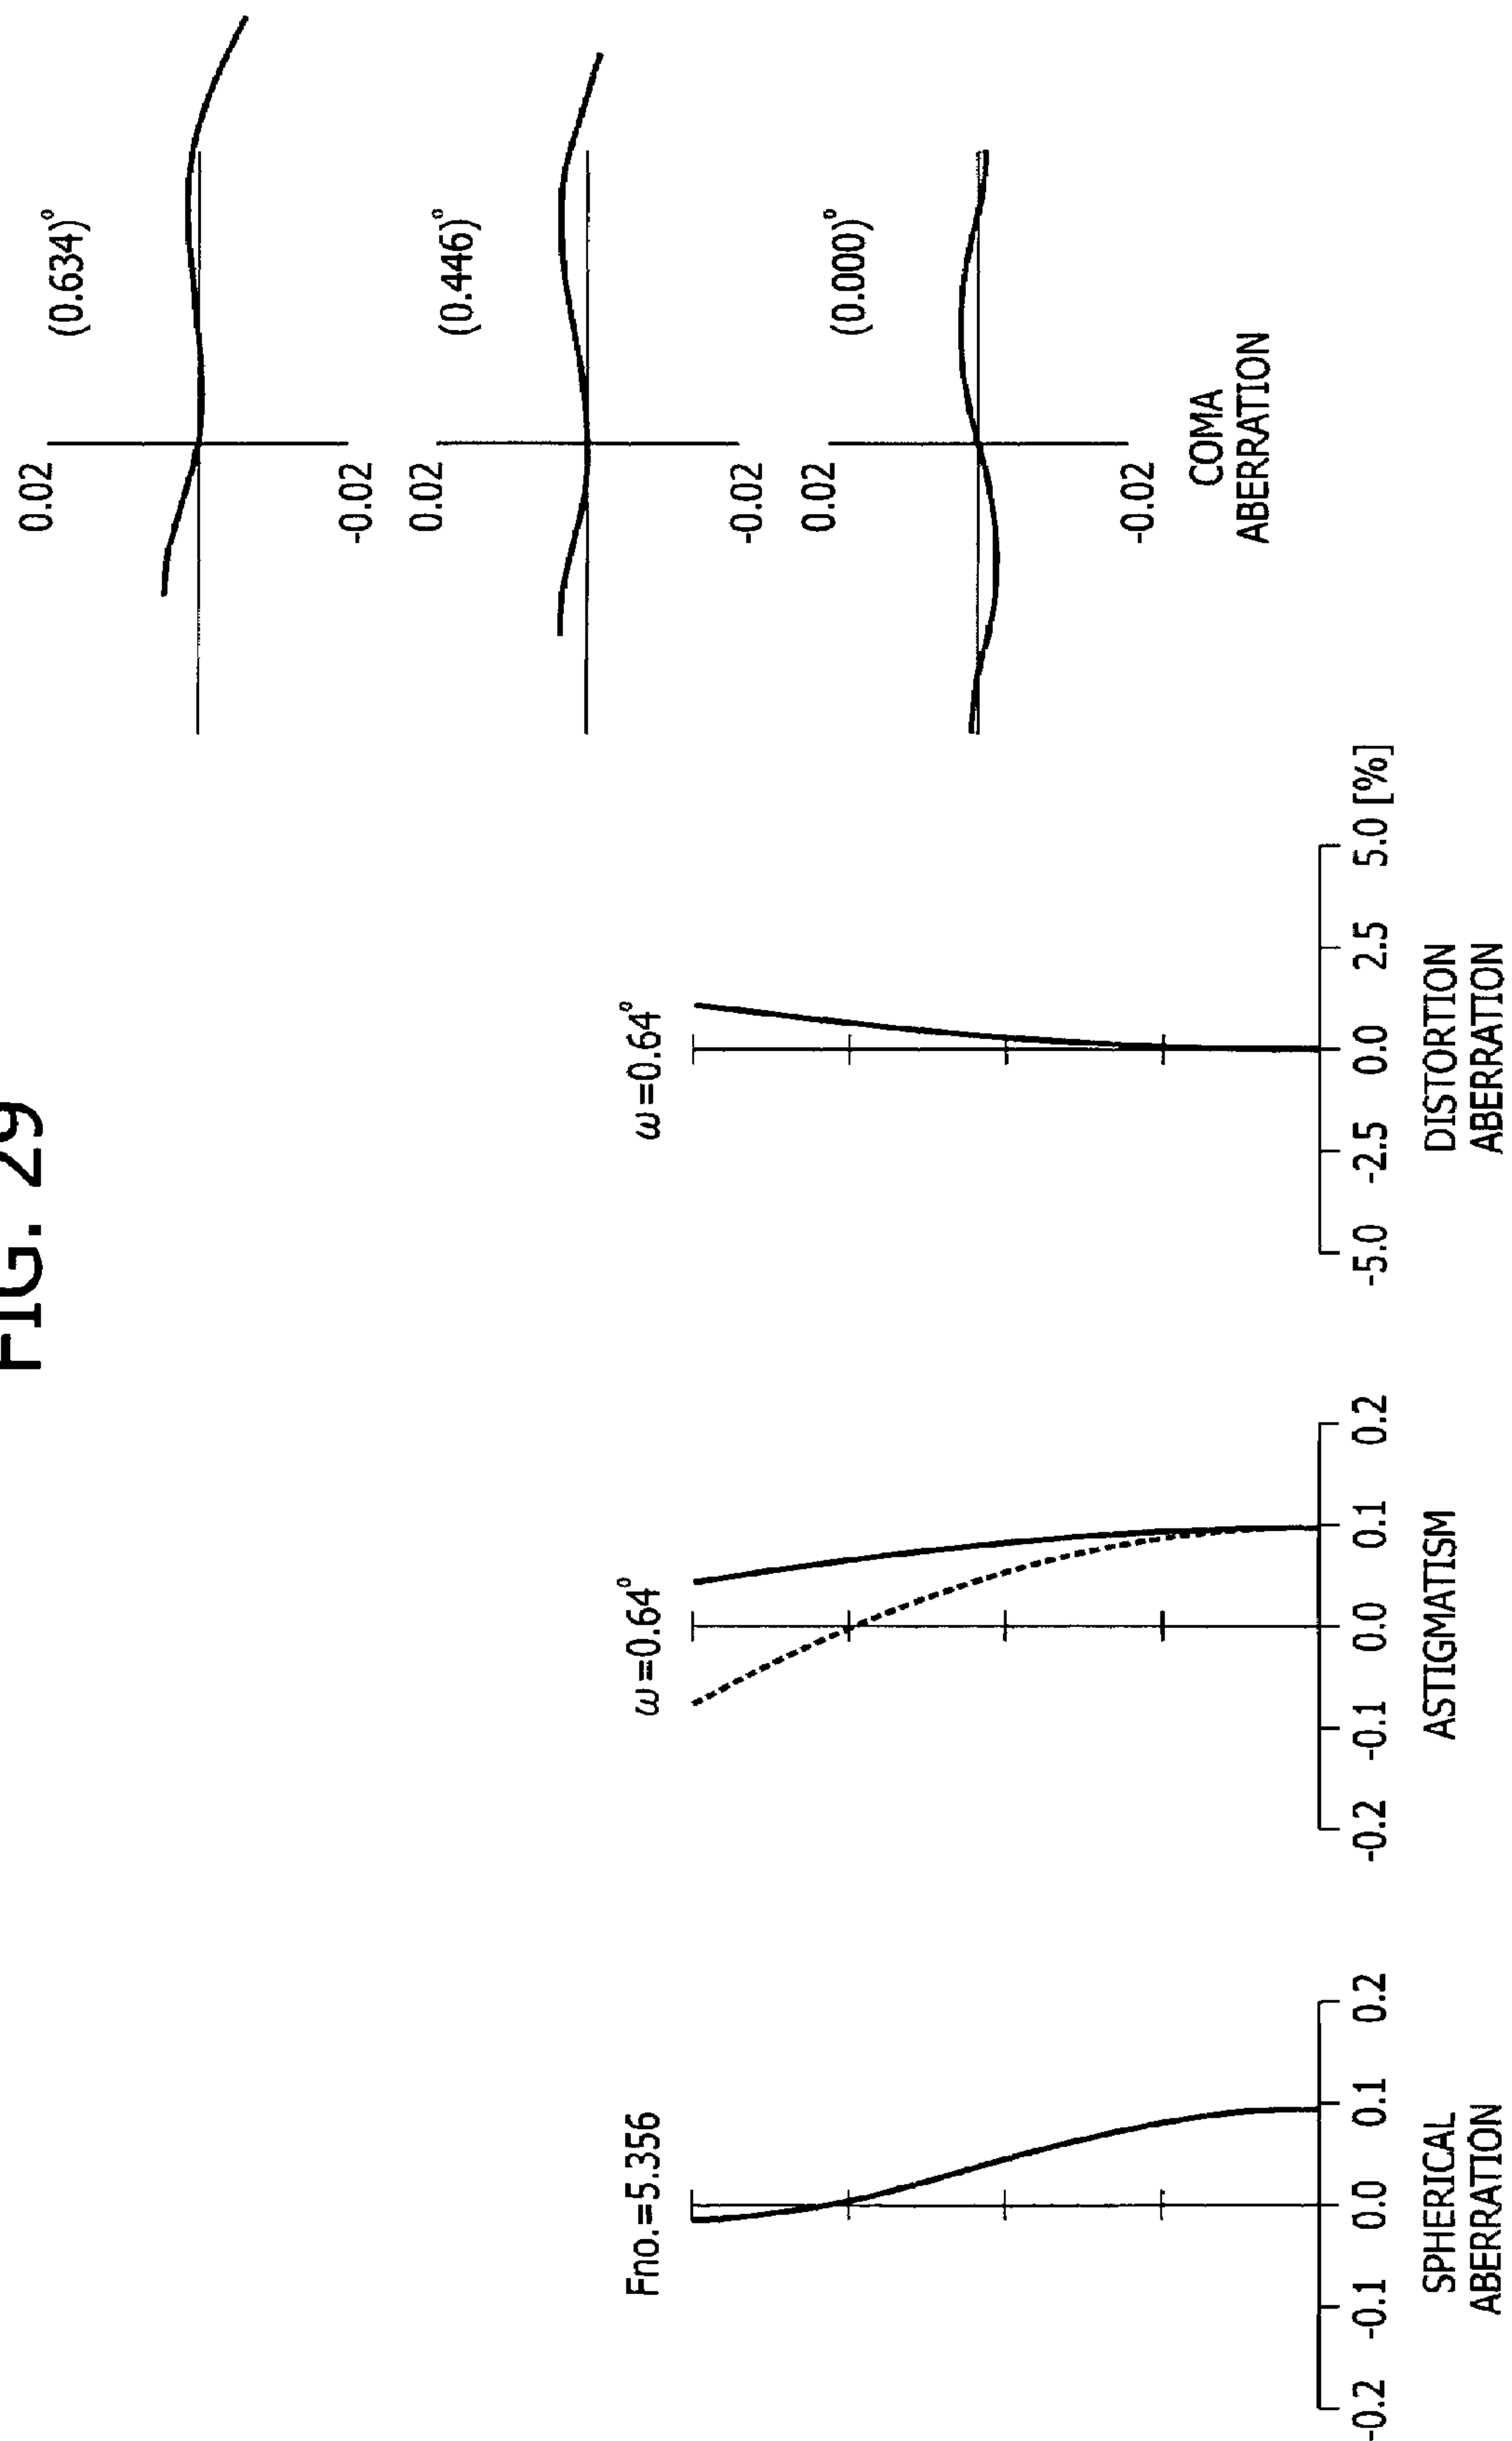 FIG. 29
Fno.=5.356
-0.2 -0.1 0.0 0.1 0.2
SPHERICAL
ABERRATION
ω=0.64°
-0.2 -0.1 0.0 0.1 0.2
ASTIGMATISM
ω=0.64°
-5.0 -2.5 0.0 2.5 5.0 [%]
DISTORTION
ABERRATION
0.02
(0.634)°
-0.02
0.02
(0.446)°
-0.02
0.02
(0.000)°
-0.02
COMA
ABERRATION